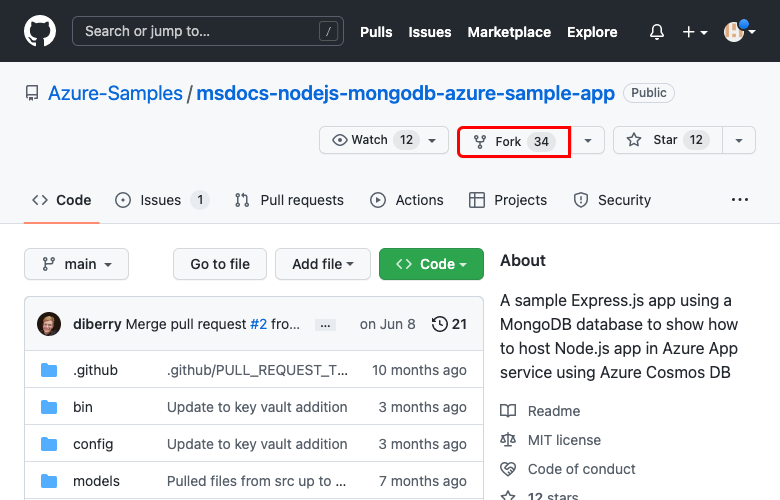 Search or jump to… / Pulls Issues Marketplace Explore
Azure-Samples / msdocs-nodejs-mongodb-azure-sample-app Public
Watch 12 Fork 34 Star 12
Code Issues 1 Pull requests Actions Projects Security ...
main Go to file Add file Code
diberry Merge pull request #2 fro… ... on Jun 8 21
.github .github/PULL_REQUEST_T… 10 months ago
bin Update to key vault addition 3 months ago
config Update to key vault addition 3 months ago
models Pulled files from src up to … 7 months ago
About
A sample Express.js app using a
MongoDB database to show how
to host Node.js app in Azure App
service using Azure Cosmos DB
Readme
MIT license
Code of conduct
12 stars